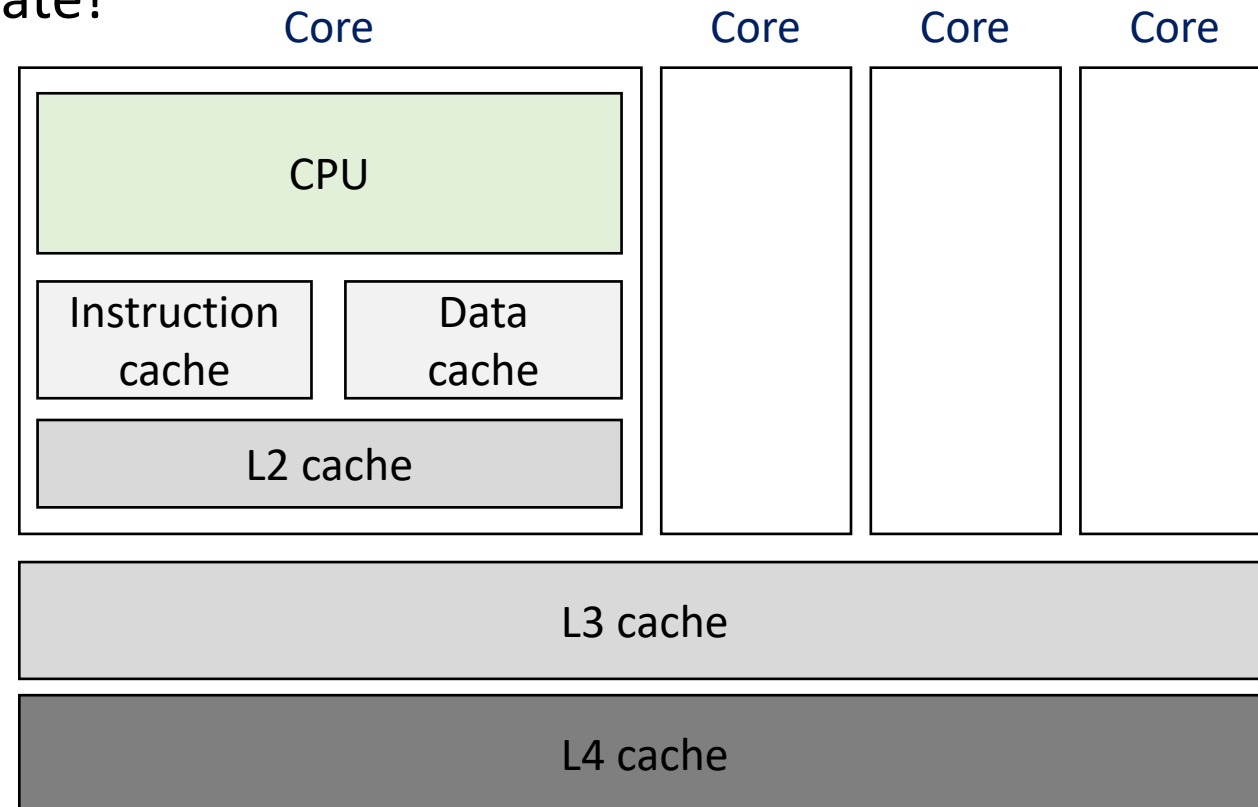 Core Core Core Core
CPU
Instruction
cache
Data
cache
L2 cache
L3 cache
L4 cache